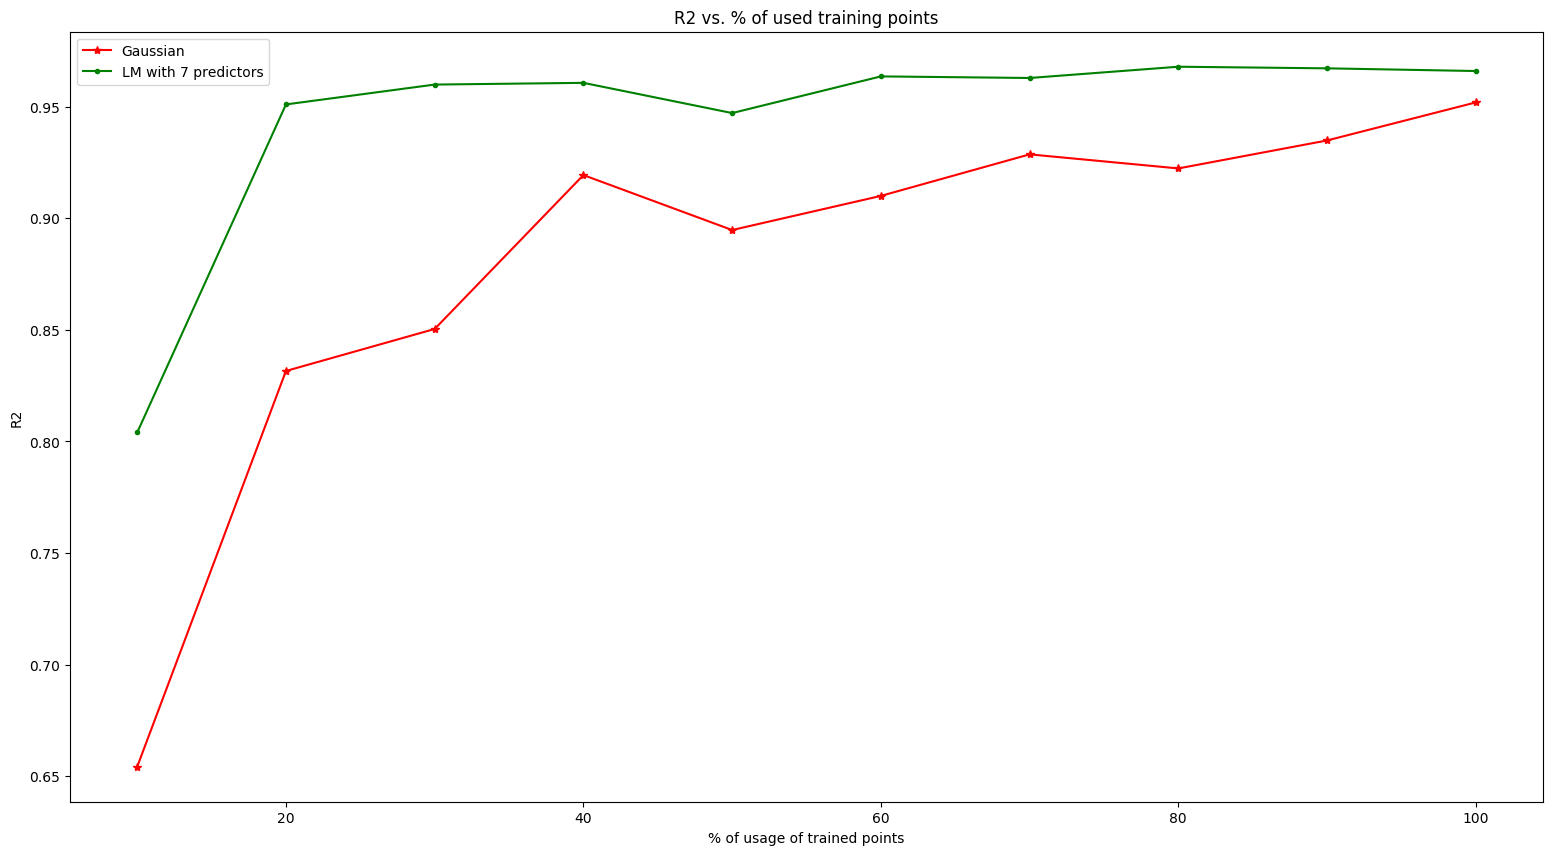 R2 vs. % of used training points
Gaussian
LM with 7 predictors
R2
0.95
0.90
0.85
0.80
0.75
0.70
0.65
20 40 60 80 100
% of usage of trained points